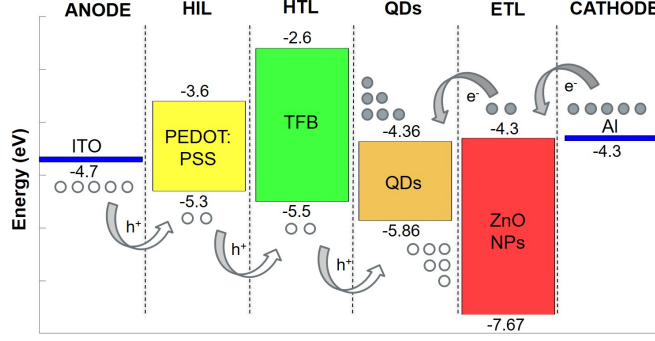 ANODE
HIL
HTL
QDs
ETL
CATHODE
Energy (eV)
ITO
-4.7
h+
-3.6
PEDOT:
PSS
-5.3
h+
-2.6
TFB
-5.5
h+
-4.36
QDs
-5.86
e-
-4.3
ZnO
NPs
-7.67
e-
Al
-4.3